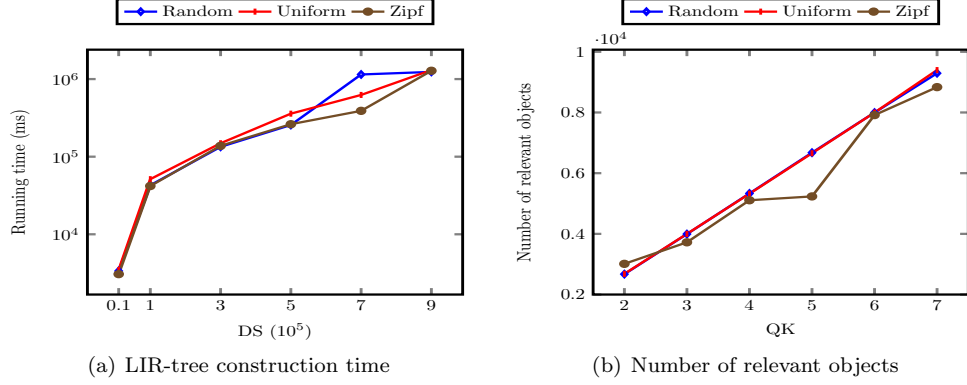 Random Uniform Zipf
Running time (ms)
10^6
10^5
10^4
0.1 1 3 5 7 9
DS (10^5)
(a) LIR-tree construction time
Random Uniform Zipf
·10^4
Number of relevant objects
1
0.8
0.6
0.4
0.2
2 3 4 5 6 7
QK
(b) Number of relevant objects